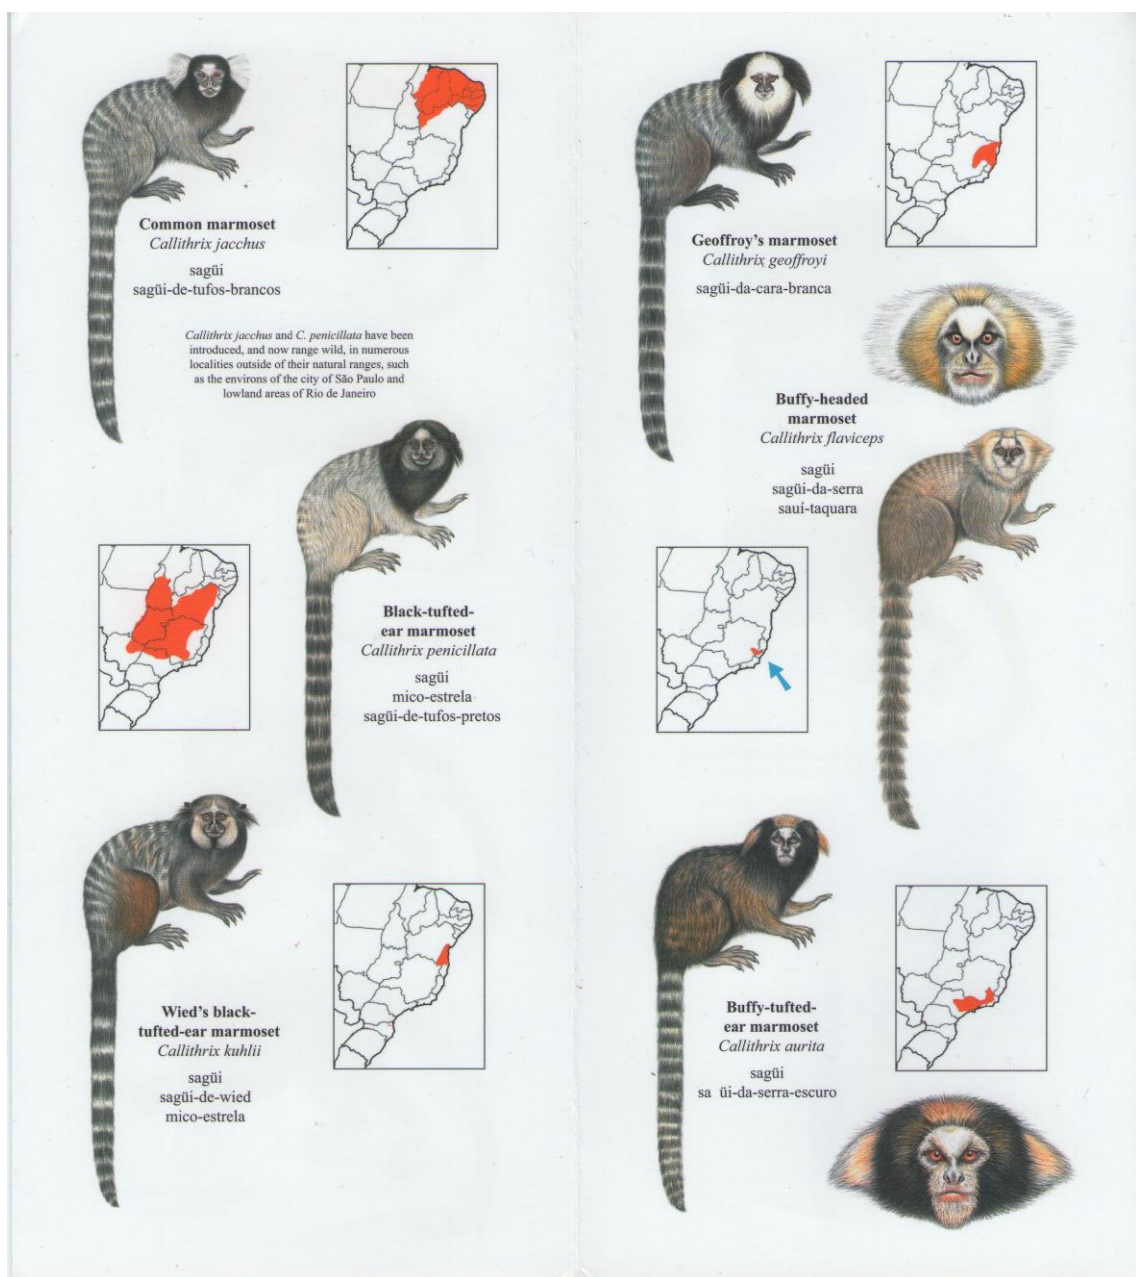 Common marmoset
Callithrix jacchus
sagüi
sagüi-de-tufos-brancos
Callithrix jacchus and C. penicillata have been
introduced, and now range wild, in numerous
localities outside of their natural ranges, such
as the environs of the city of São Paulo and
lowland areas of Rio de Janeiro
Black-tufted-
ear marmoset
Callithrix penicillata
sagüi
mico-estrela
sagüi-de-tufos-pretos
Wied's black-
tufted-ear marmoset
Callithrix kuhlii
sagüi
sagüi-de-wied
mico-estrela
Geoffroy's marmoset
Callithrix geoffroyi
sagüi-da-cara-branca
Buffy-headed
marmoset
Callithrix flaviceps
sagüi
sagüi-da-serra
sauí-taquara
Buffy-tufted-
ear marmoset
Callithrix aurita
sagüi
sa üi-da-serra-escuro